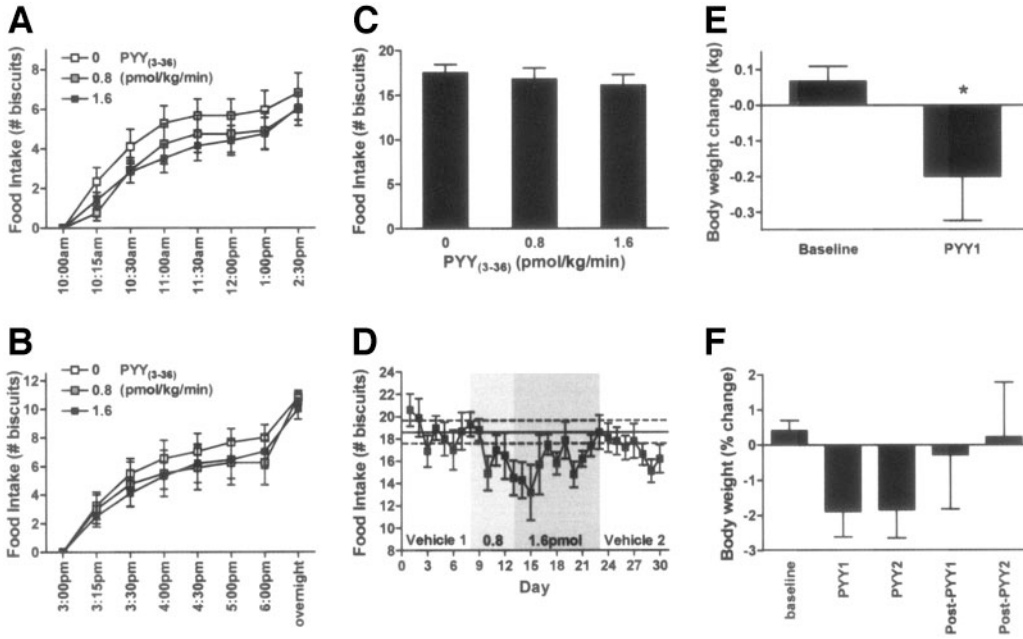 A
Food Intake (# biscuits)
8
6
4
2
0
0 PYY(3-36)
0.8 (pmol/kg/min)
1.6
10:00am
10:15am
10:30am
11:00am
11:30am
12:00pm
1:00pm
2:30pm
C
Food Intake (# biscuits)
20
15
10
5
0
0
0.8
1.6
PYY(3-36) (pmol/kg/min)
E
Body weight change (kg)
0.1
-0.0
-0.2
-0.3
*
Baseline
PYY1
B
Food Intake (# biscuits)
12
10
8
6
4
2
0
0 PYY(3-36)
0.8 (pmol/kg/min)
1.6
3:00pm
3:15pm
3:30pm
4:00pm
4:30pm
5:00pm
6:00pm
overnight
D
Food Intake (# biscuits)
24
22
20
18
16
14
12
10
8
Vehicle 1
0.8
1.6pmol
Vehicle 2
0
3
6
9
12
15
18
21
24
27
30
Day
F
Body weight (% change)
2
1
0
-1
-2
-3
baseline
PYY1
PYY2
Post-PYY1
Post-PYY2